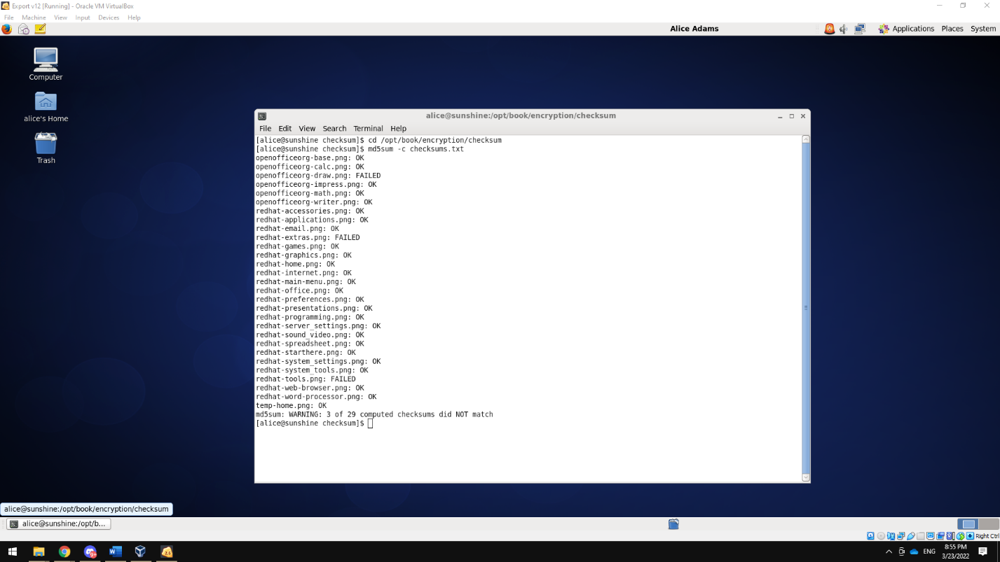 Export v12 [Running] - Oracle VM VirtualBox
File Machine View Input Devices Help
Alice Adams
Applications Places System
Computer
alice's Home
Trash
alice@sunshine:/opt/book/encryption/checksum
File Edit View Search Terminal Help
[alice@sunshine checksum]$ cd /opt/book/encryption/checksum
[alice@sunshine checksum]$ md5sum -c checksums.txt
openofficeorg-base.png: OK
openofficeorg-calc.png: OK
openofficeorg-draw.png: FAILED
openofficeorg-impress.png: OK
openofficeorg-math.png: OK
openofficeorg-writer.png: OK
redhat-accessories.png: OK
redhat-applications.png: OK
redhat-email.png: OK
redhat-extras.png: FAILED
redhat-games.png: OK
redhat-graphics.png: OK
redhat-home.png: OK
redhat-internet.png: OK
redhat-main-menu.png: OK
redhat-office.png: OK
redhat-preferences.png: OK
redhat-presentations.png: OK
redhat-programming.png: OK
redhat-server_settings.png: OK
redhat-sound_video.png: OK
redhat-spreadsheet.png: OK
redhat-starthere.png: OK
redhat-system_settings.png: OK
redhat-system_tools.png: OK
redhat-tools.png: FAILED
redhat-web-browser.png: OK
redhat-word-processor.png: OK
temp-home.png: OK
md5sum: WARNING: 3 of 29 computed checksums did NOT match
[alice@sunshine checksum]$
alice@sunshine:/opt/book/encryption/checksum
alice@sunshine:/opt/b...
Right Ctrl
ENG
8:55 PM
3/23/2022